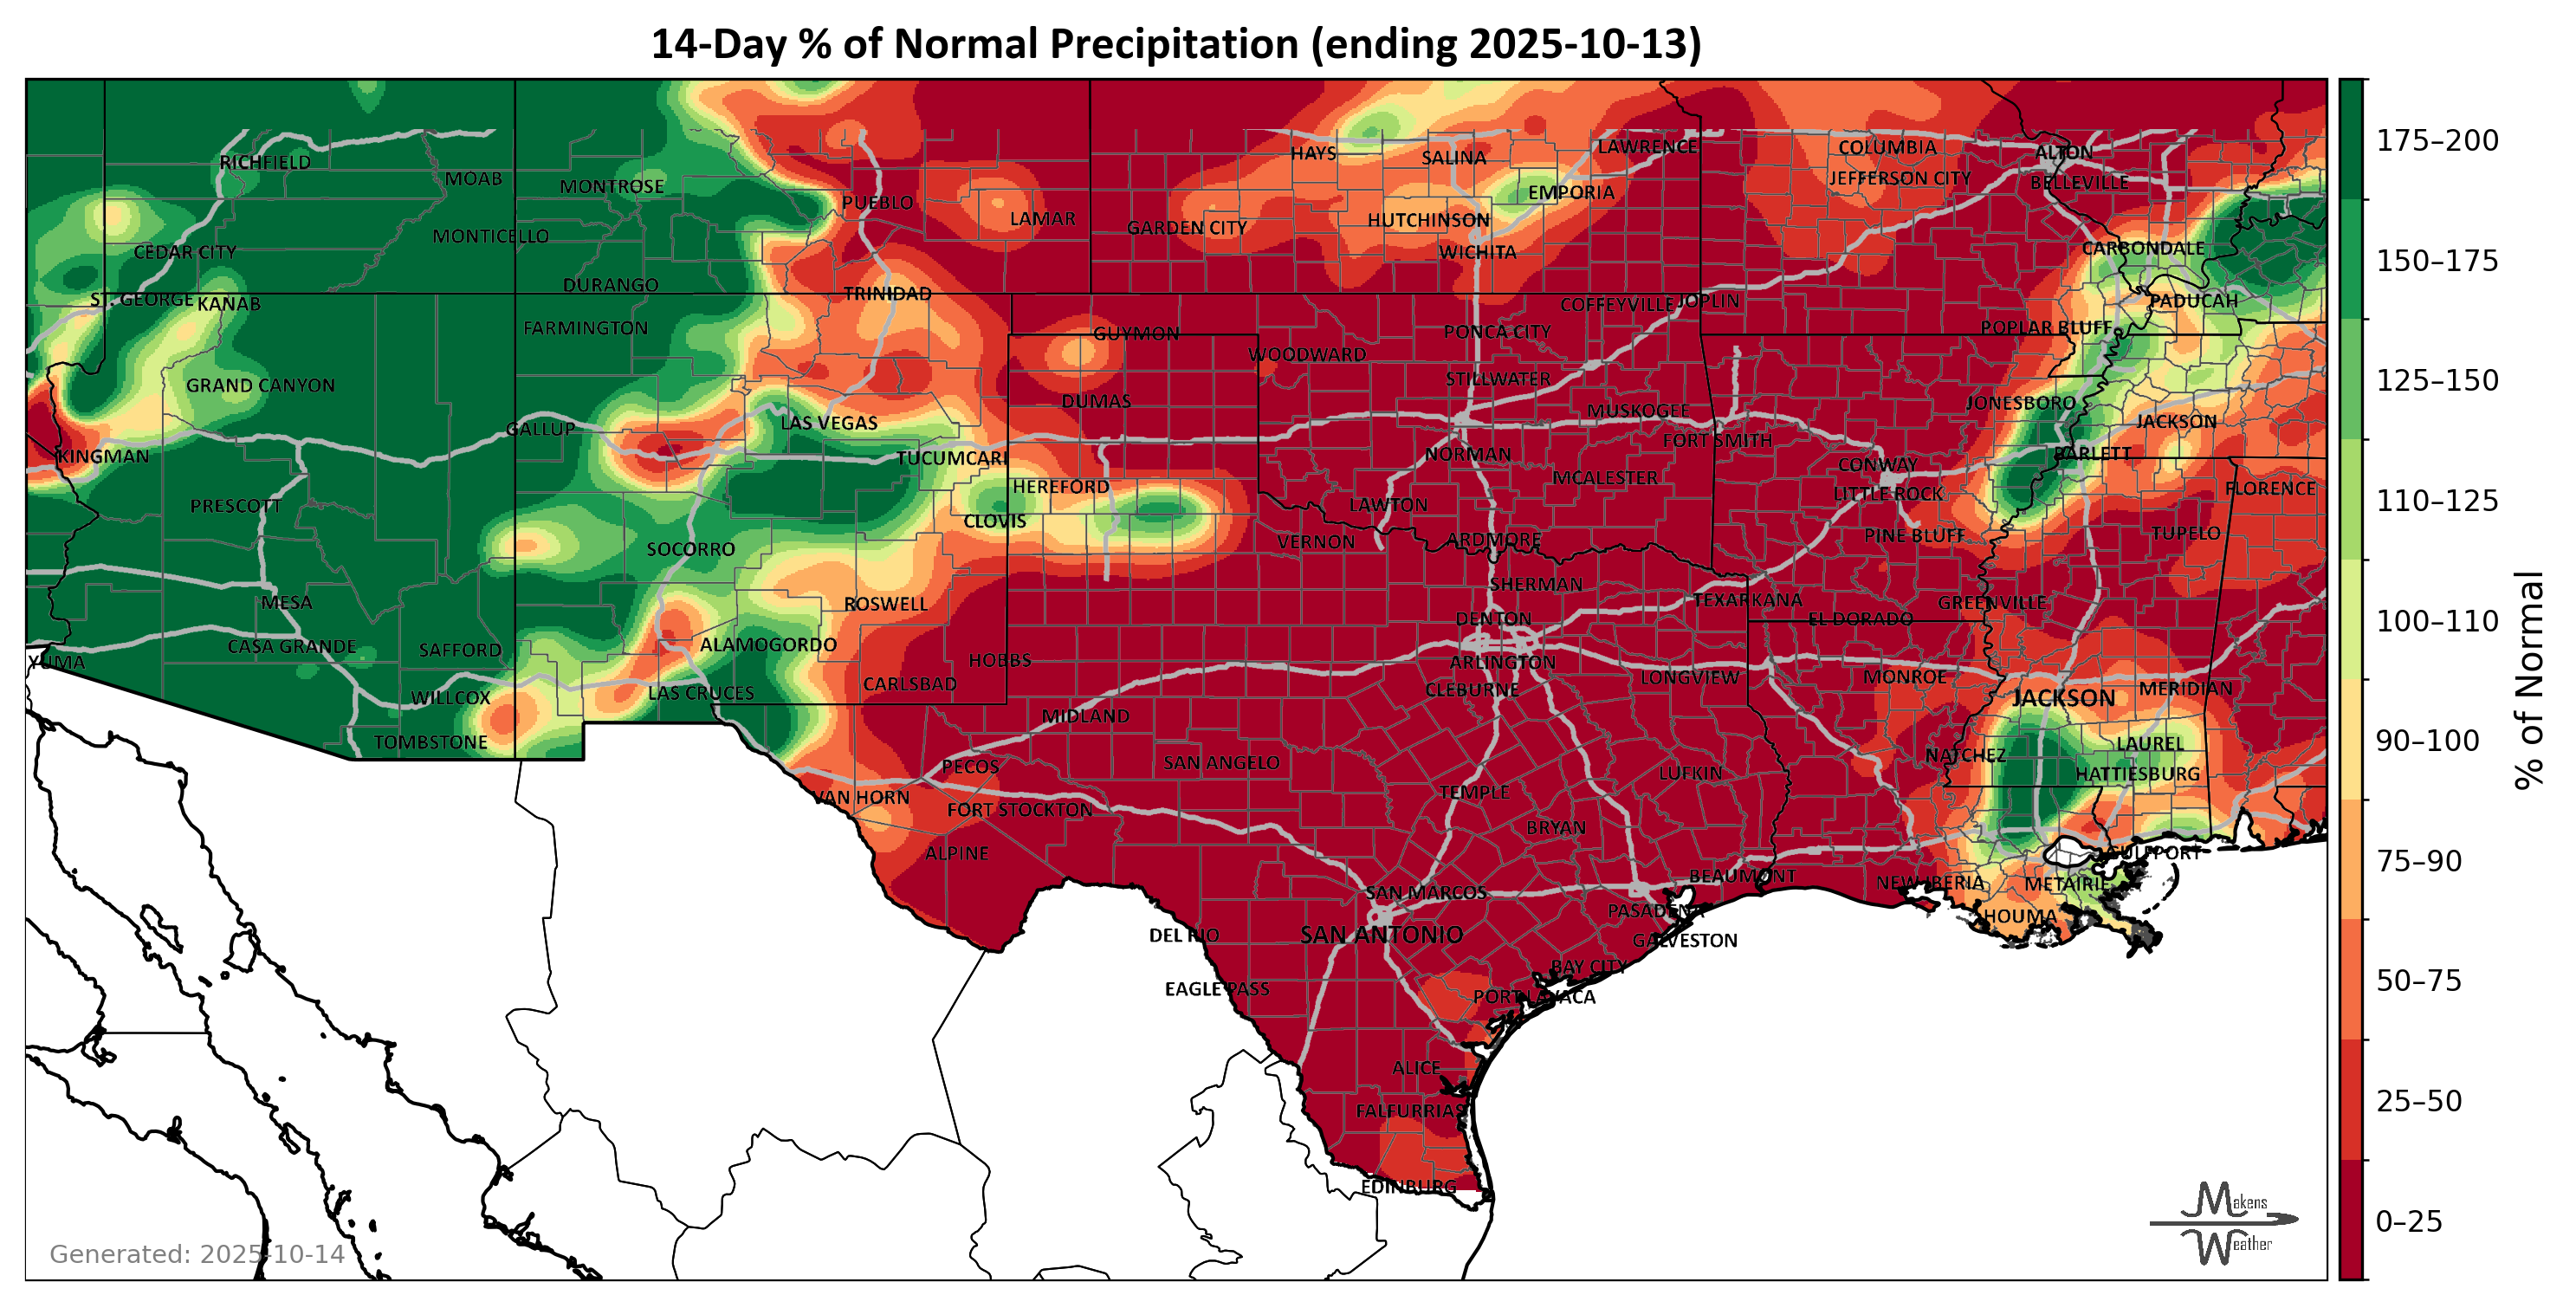 14-Day % of Normal Precipitation (ending 2025-10-13)
RICHFIELD
MOAB
MONTROSE
PUEBLO
LAMAR
GARDEN CITY
HAYS
SALINA
LAWRENCE
EMPORIA
HUTCHINSON
WICHITA
COLUMBIA
JEFFERSON CITY
ALTON
BELLEVILLE
CEDAR CITY
MONTICELLO
CARBONDALE
ST. GEORGE
KANAB
DURANGO
TRINIDAD
COFFEYVILLE
JOPLIN
PADUCAH
FARMINGTON
GUYMON
PONCA CITY
POPLAR BLUFF
WOODWARD
GRAND CANYON
STILLWATER
DUMAS
MUSKOGEE
JONESBORO
GALLUP
LAS VEGAS
FORT SMITH
JACKSON
KINGMAN
TUCUMCARI
NORMAN
CONWAY
BARLETT
PRESCOTT
HEREFORD
MCALESTER
LITTLE ROCK
FLORENCE
CLOVIS
LAWTON
SOCORRO
VERNON
ARDMORE
PINE BLUFF
TUPELO
MESA
ROSWELL
SHERMAN
TEXARKANA
GREENVILLE
CASA GRANDE
SAFFORD
ALAMOGORDO
DENTON
EL DORADO
YUMA
HOBBS
ARLINGTON
WILLCOX
LAS CRUCES
CARLSBAD
CLEBURNE
LONGVIEW
MONROE
JACKSON
MERIDIAN
TOMBSTONE
MIDLAND
PECOS
SAN ANGELO
LUFKIN
NATCHEZ
LAUREL
VAN HORN
FORT STOCKTON
TEMPLE
HATTIESBURG
ALPINE
BRYAN
GULFPORT
SAN MARCOS
BEAUMONT
NEW IBERIA
METAIRIE
DEL RIO
SAN ANTONIO
PASADENA
GALVESTON
HOUMA
EAGLE PASS
BAY CITY
PORT LAVACA
ALICE
FALFURRIAS
EDINBURG
Generated: 2025-10-14
Makens
Weather
175–200
150–175
125–150
110–125
100–110
90–100
75–90
50–75
25–50
0–25
% of Normal